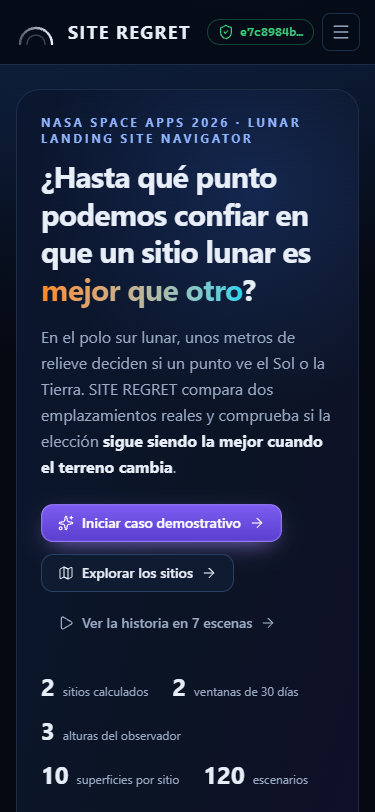 SITE REGRET
e7c8984b...
NASA SPACE APPS 2026 · LUNAR
LANDING SITE NAVIGATOR
¿Hasta qué punto
podemos confiar en
que un sitio lunar es
mejor que otro?
En el polo sur lunar, unos metros de
relieve deciden si un punto ve el Sol o la
Tierra. SITE REGRET compara dos
emplazamientos reales y comprueba si la
elección sigue siendo la mejor cuando
el terreno cambia.
Iniciar caso demostrativo →
Explorar los sitios →
Ver la historia en 7 escenas →
2 sitios calculados 2 ventanas de 30 días
3 alturas del observador
10 superficies por sitio 120 escenarios